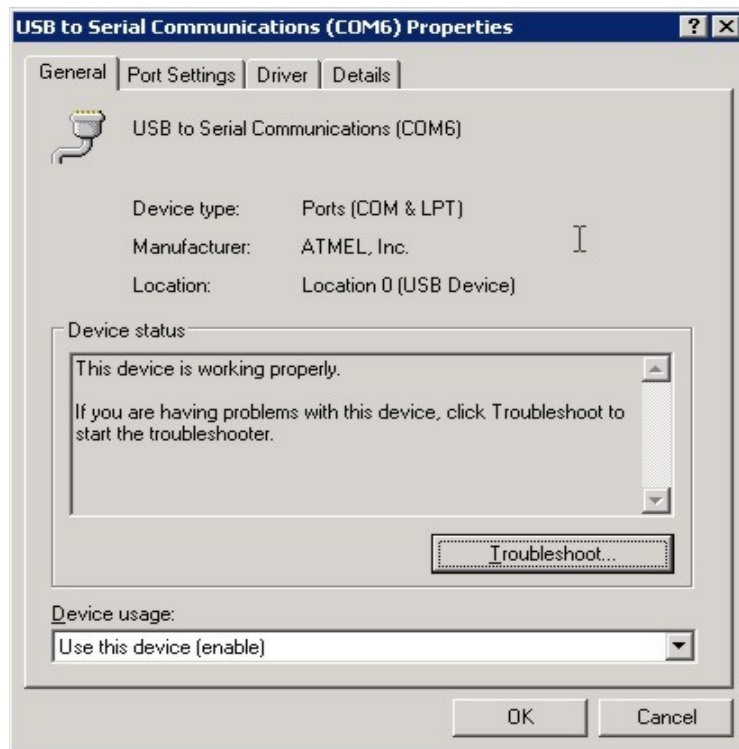 USB to Serial Communications (COM6) Properties
General
Port Settings
Driver
Details
USB to Serial Communications (COM6)
Device type: Ports (COM & LPT)
Manufacturer: ATMEL, Inc.
Location: Location 0 (USB Device)
Device status
This device is working properly.
If you are having problems with this device, click Troubleshoot to
start the troubleshooter.
Troubleshoot...
Device usage:
Use this device (enable)
OK
Cancel